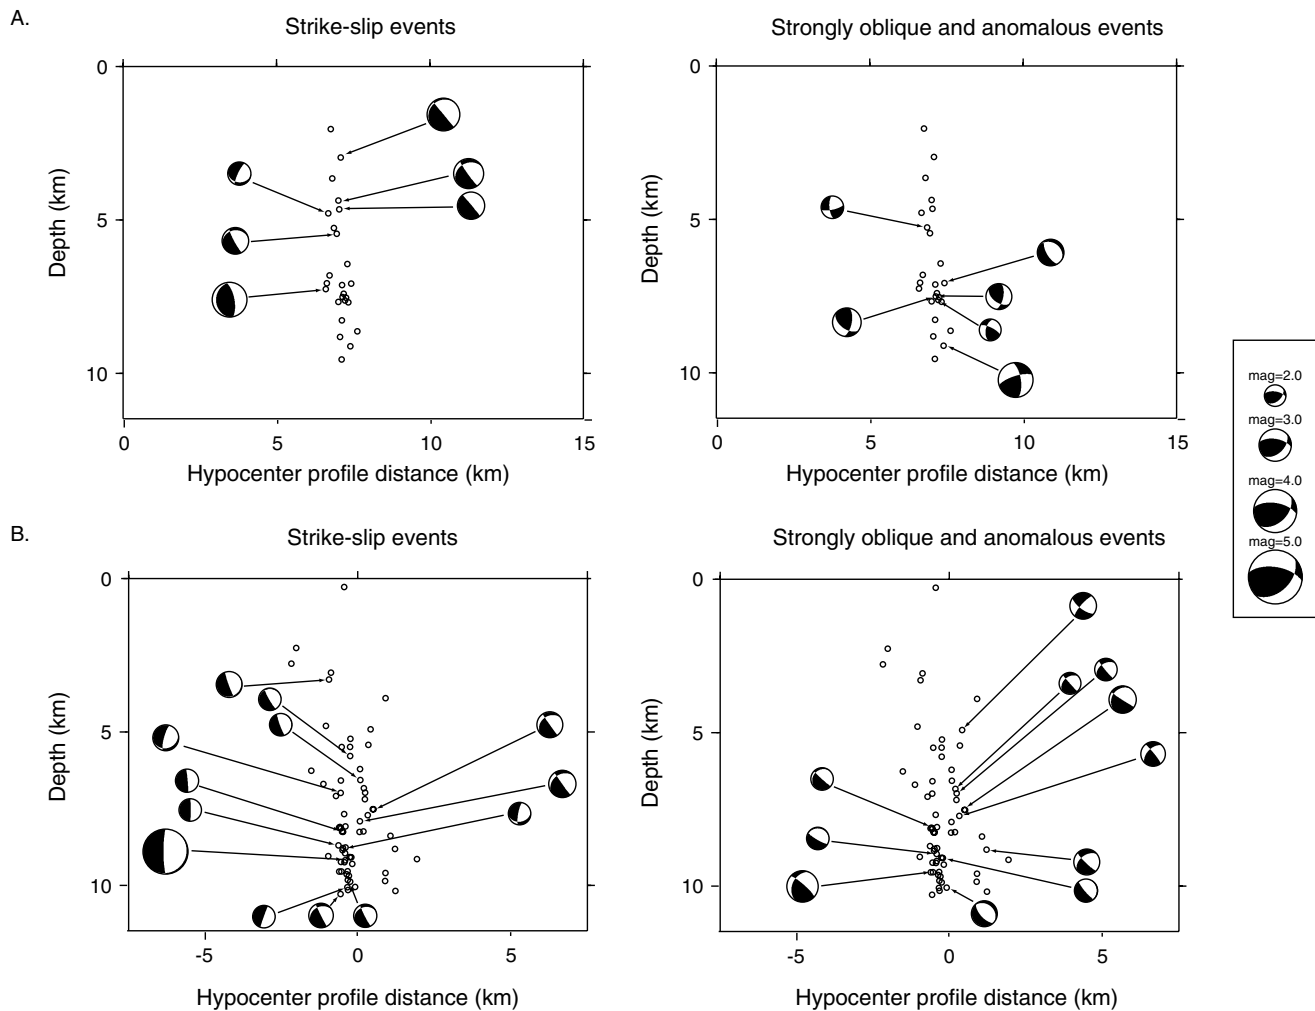 A.
Strike-slip events
0
5
10
Depth (km)
0 5 10 15
Hypocenter profile distance (km)
Strongly oblique and anomalous events
0
5
10
Depth (km)
0 5 10 15
Hypocenter profile distance (km)
mag=2.0
mag=3.0
mag=4.0
mag=5.0
B.
Strike-slip events
0
5
10
Depth (km)
-5 0 5
Hypocenter profile distance (km)
Strongly oblique and anomalous events
0
5
10
Depth (km)
-5 0 5
Hypocenter profile distance (km)